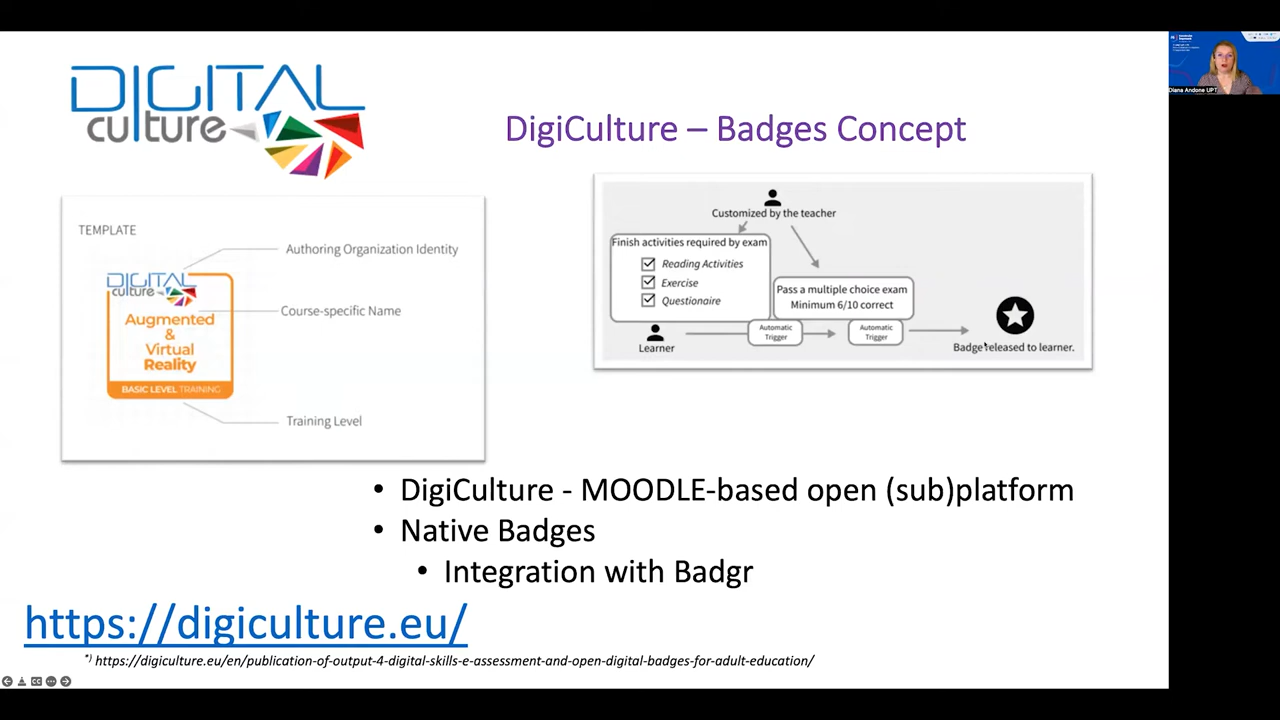 DIGITAL
culture
Diana Andone UPT
DigiCulture – Badges Concept
TEMPLATE
Authoring Organization Identity
DIGITAL
culture
Course-specific Name
Augmented
&
Virtual
Reality
BASIC LEVEL TRAINING
Training Level
Customized by the teacher
Finish activities required by exam
Reading Activities
Exercise
Questionaire
Pass a multiple choice exam
Minimum 6/10 correct
Automatic
Trigger
Automatic
Trigger
Learner
Badge released to learner.
• DigiCulture - MOODLE-based open (sub)platform
• Native Badges
• Integration with Badgr
https://digiculture.eu/
*) https://digiculture.eu/en/publication-of-output-4-digital-skills-e-assessment-and-open-digital-badges-for-adult-education/